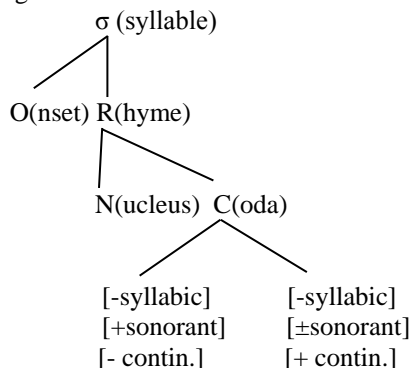 σ (syllable)
O(nset) R(hyme)
N(ucleus) C(oda)
[-syllabic] [-syllabic]
[+sonorant] [±sonorant]
[- contin.] [+ contin.]